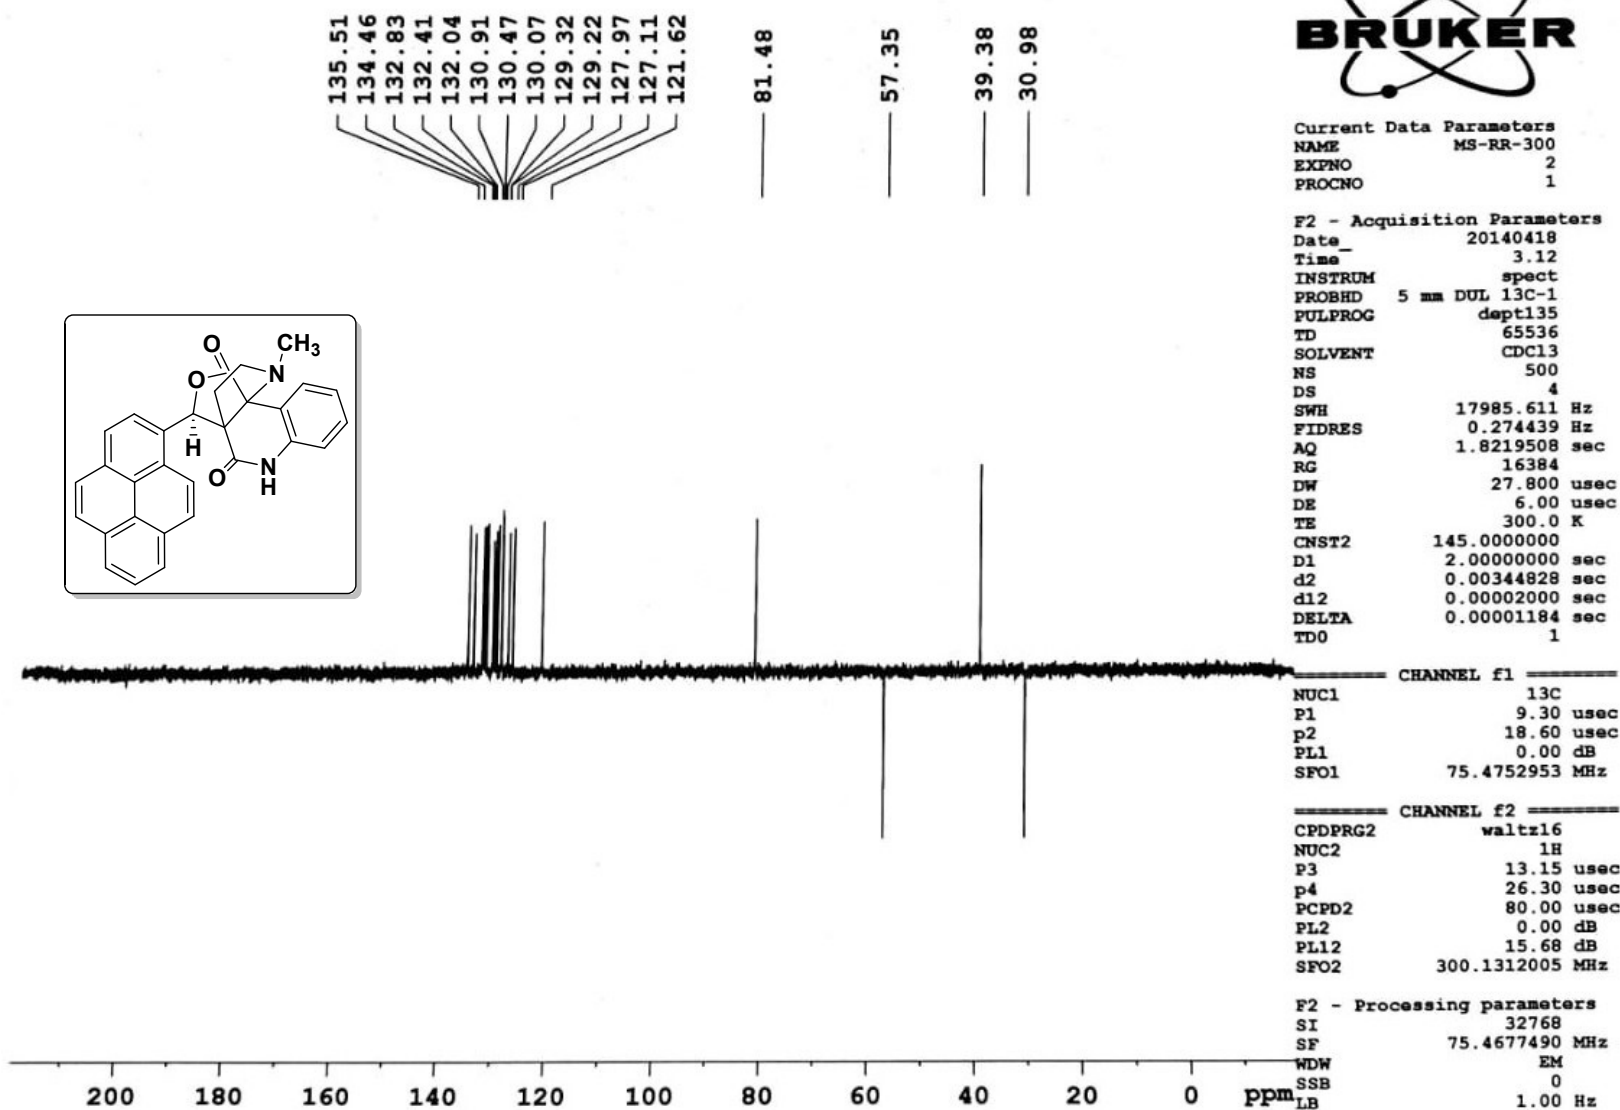 135.51
134.46
132.83
132.41
132.04
130.91
130.47
130.07
129.32
129.22
127.97
127.11
121.62
81.48
57.35
39.38
30.98
BRUKER
Current Data Parameters
NAME MS-RR-300
EXPNO 2
PROCNO 1
F2 - Acquisition Parameters
Date_ 20140418
Time 3.12
INSTRUM spect
PROBHD 5 mm DUL 13C-1
PULPROG dept135
TD 65536
SOLVENT CDCl3
NS 500
DS 4
SWH 17985.611 Hz
FIDRES 0.274439 Hz
AQ 1.8219508 sec
RG 16384
DW 27.800 usec
DE 6.00 usec
TE 300.0 K
CNST2 145.0000000
D1 2.00000000 sec
d2 0.00344828 sec
d12 0.00002000 sec
DELTA 0.00001184 sec
TD0 1
======== CHANNEL f1 ========
NUC1 13C
P1 9.30 usec
p2 18.60 usec
PL1 0.00 dB
SFO1 75.4752953 MHz
======== CHANNEL f2 ========
CPDPRG2 waltz16
NUC2 1H
P3 13.15 usec
p4 26.30 usec
PCPD2 80.00 usec
PL2 0.00 dB
PL12 15.68 dB
SFO2 300.1312005 MHz
F2 - Processing parameters
SI 32768
SF 75.4677490 MHz
WDW EM
SSB 0
LB 1.00 Hz
O CH3
O N
H
O N
H
200 180 160 140 120 100 80 60 40 20 0 ppm